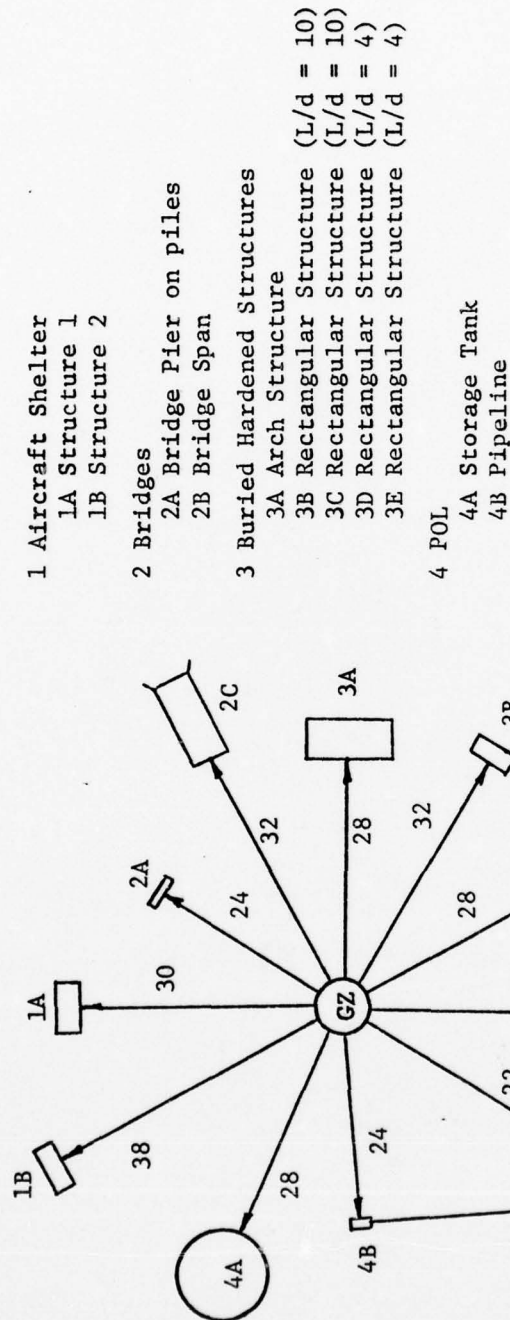 1 Aircraft Shelter
1A Structure 1
1B Structure 2
2 Bridges
2A Bridge Pier on piles
2B Bridge Span
3 Buried Hardened Structures
3A Arch Structure
3B Rectangular Structure (L/d = 10)
3C Rectangular Structure (L/d = 10)
3D Rectangular Structure (L/d = 4)
3E Rectangular Structure (L/d = 4)
4 POL
4A Storage Tank
4B Pipeline
1B
1A
2A
2C
38
30
24
32
4A
28
GZ
28
3A
4B
24
32
28